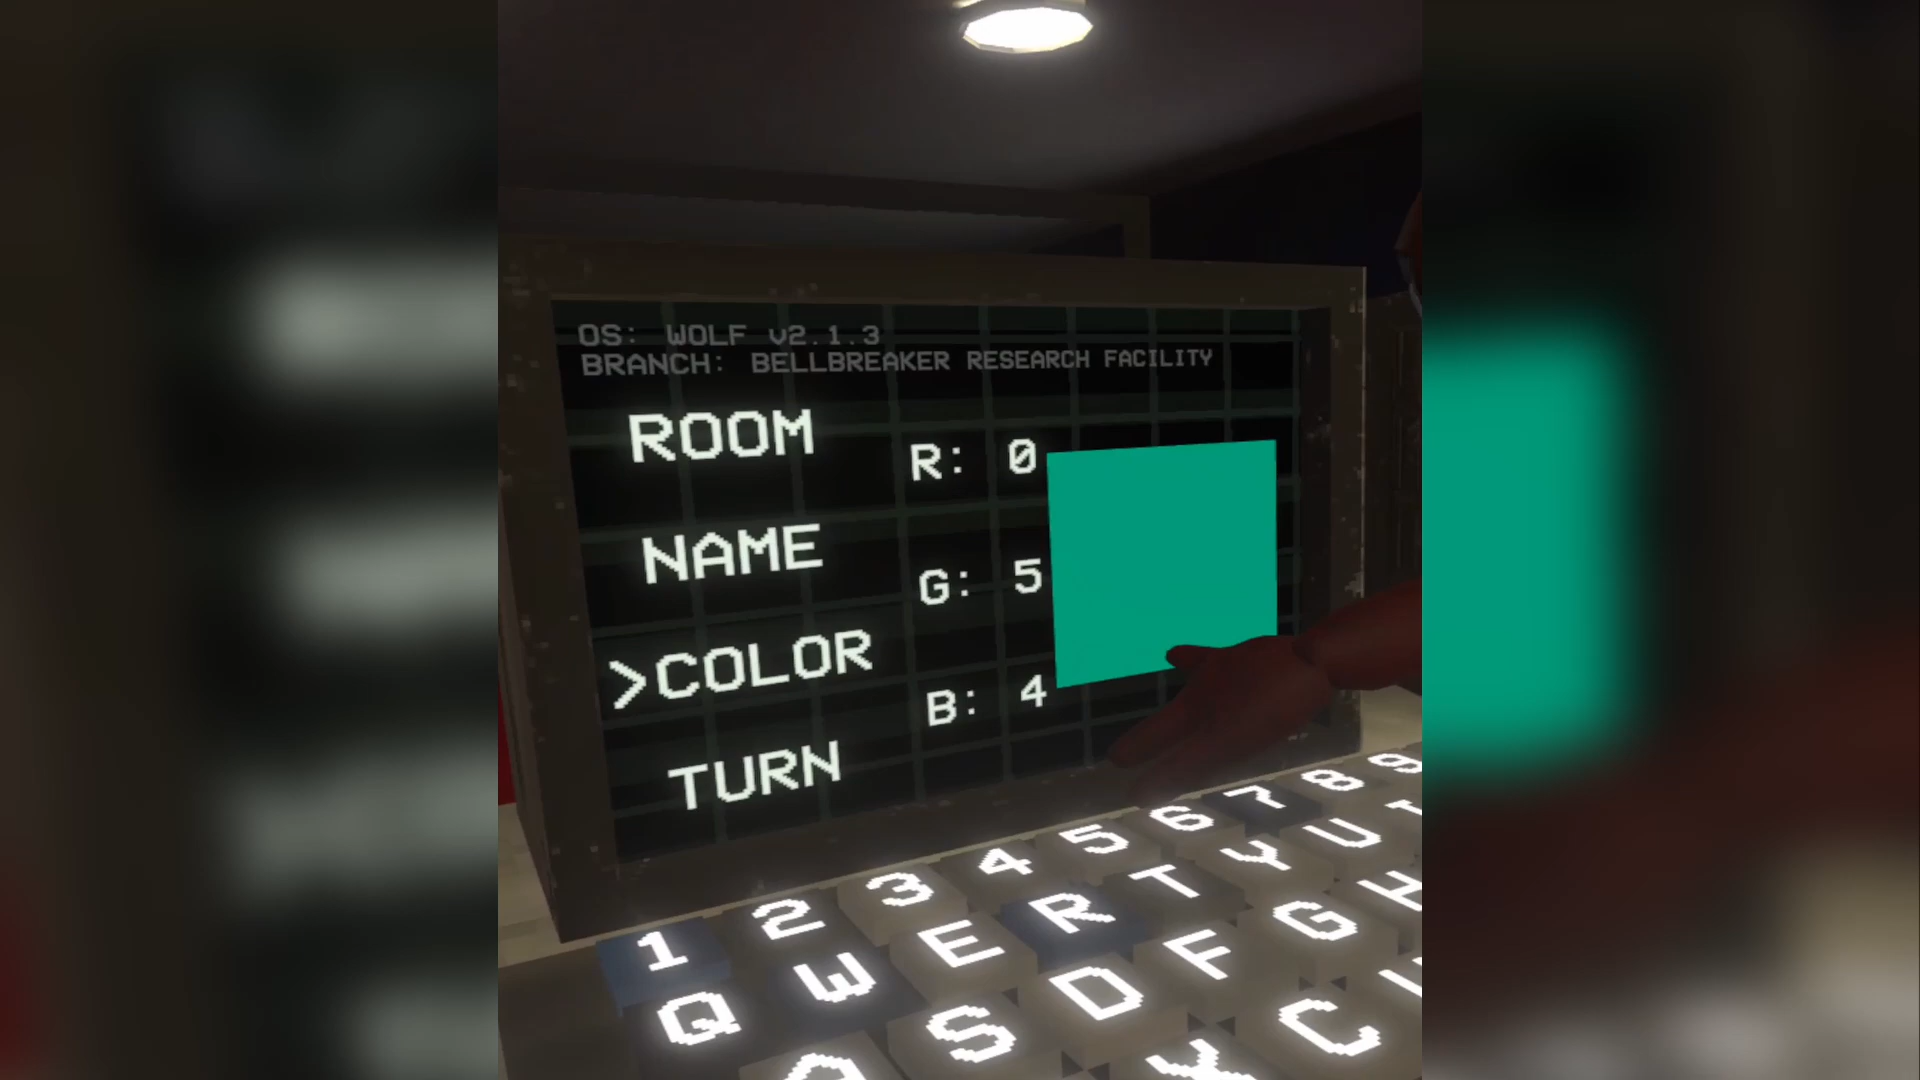 OS: WOLF v2.1.3
BRANCH: BELLBREAKER RESEARCH FACILITY
ROOM
R: 0
NAME
G: 5
>COLOR
B: 4
TURN
1 2 3 4 5 6 7 8 9
Q W E R T Y U
A S D F G H
X C